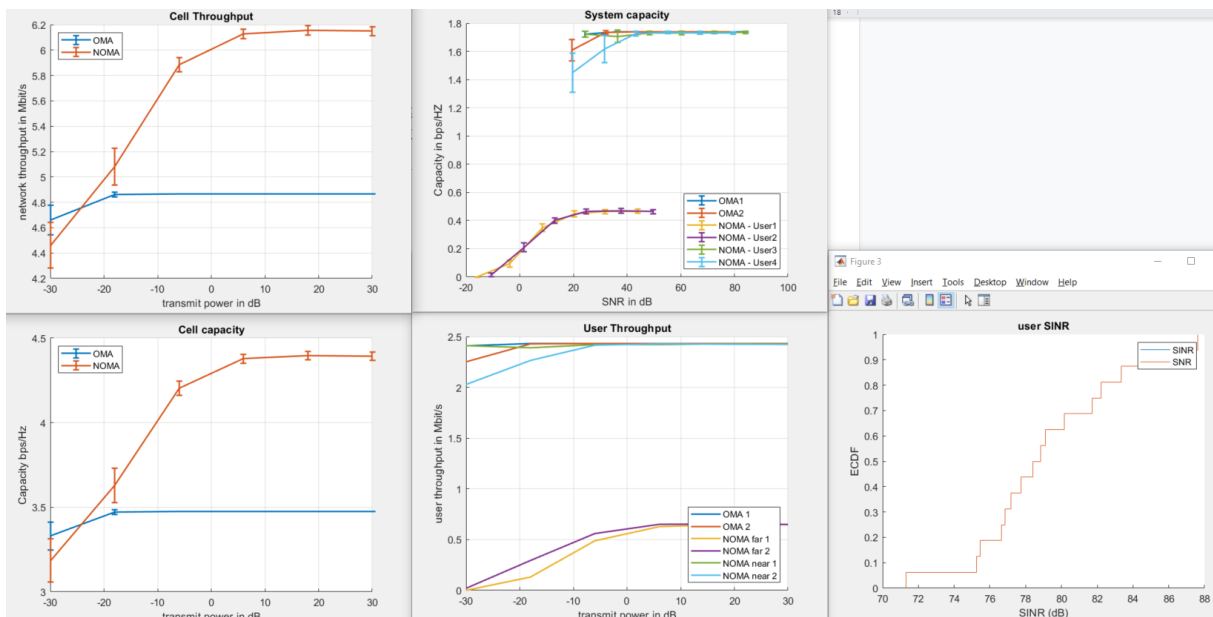 Cell Throughput
network throughput in Mbit/s
6.2
6
5.8
5.6
5.4
5.2
5
4.8
4.6
4.4
4.2
OMA
NOMA
-30 -20 -10 0 10 20 30
transmit power in dB
System capacity
Capacity in bps/HZ
1.8
1.6
1.4
1.2
1
0.8
0.6
0.4
0.2
0
OMA1
OMA2
NOMA - User1
NOMA - User2
NOMA - User3
NOMA - User4
-20 0 20 40 60 80 100
SNR in dB
18
Figure 3
File Edit View Insert Tools Desktop Window Help
Cell capacity
Capacity bps/Hz
4.5
4
3.5
3
OMA
NOMA
-30 -20 -10 0 10 20 30
transmit power in dB
User Throughput
user throughput in Mbit/s
2.5
2
1.5
1
0.5
0
OMA 1
OMA 2
NOMA far 1
NOMA far 2
NOMA near 1
NOMA near 2
-30 -20 -10 0 10 20 30
transmit power in dB
user SINR
ECDF
1
0.9
0.8
0.7
0.6
0.5
0.4
0.3
0.2
0.1
0
SINR
SNR
70 72 74 76 78 80 82 84 86 88
SINR (dB)